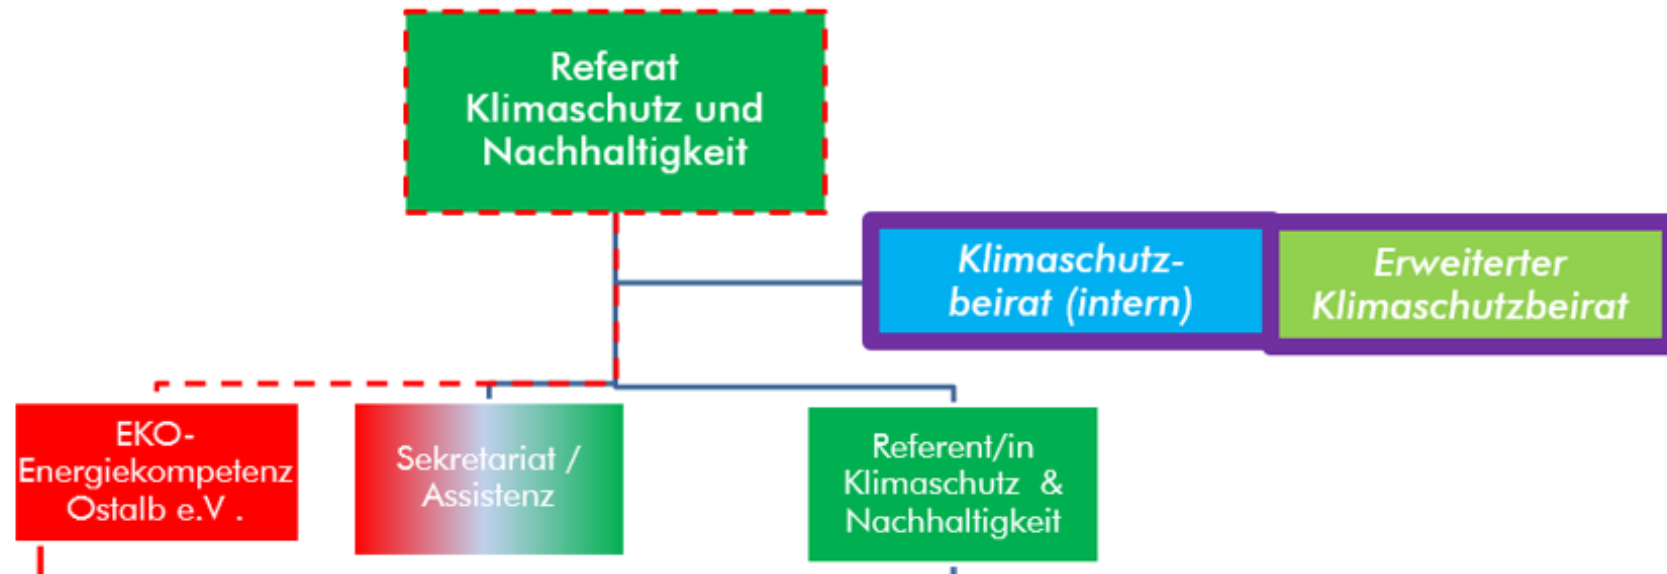 Referat
Klimaschutz und
Nachhaltigkeit
Klimaschutz-
beirat (intern)
Erweiterter
Klimaschutzbeirat
EKO-
Energiekompetenz
Ostalb e.V .
Sekretariat /
Assistenz
Referent/in
Klimaschutz &
Nachhaltigkeit